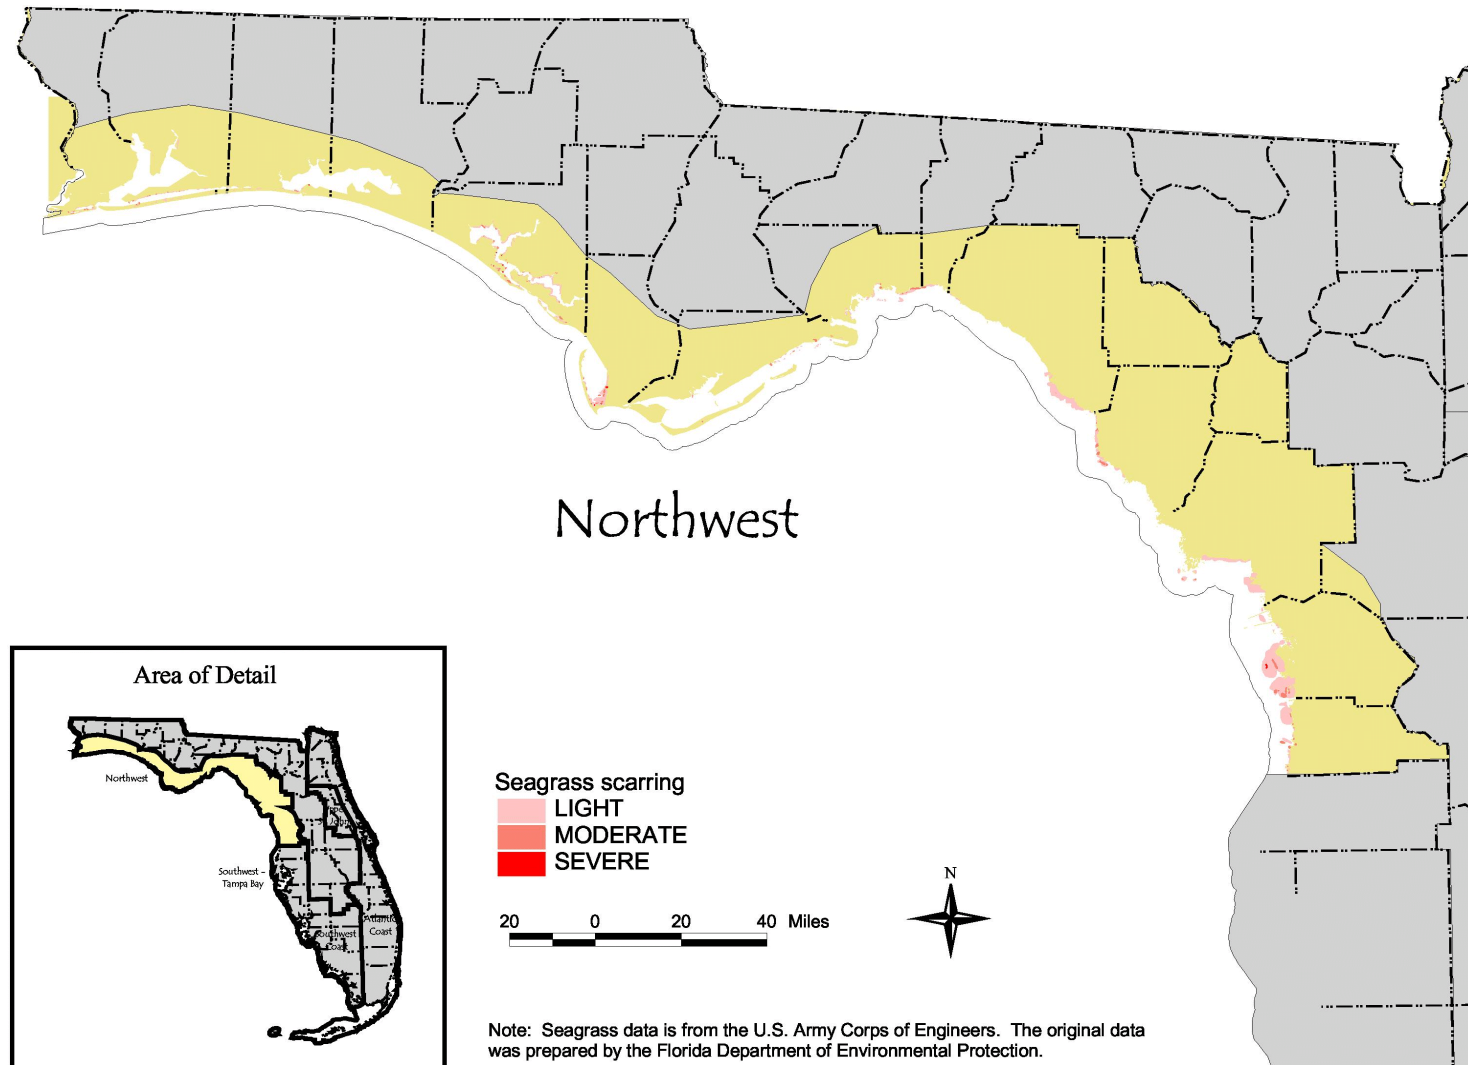 Northwest
Area of Detail
Northwest
Southwest -
Tampa Bay
Southwest
Coast
Atlantic
Coast
Seagrass scarring
LIGHT
MODERATE
SEVERE
20 0 20 40 Miles
N
Note: Seagrass data is from the U.S. Army Corps of Engineers. The original data
was prepared by the Florida Department of Environmental Protection.